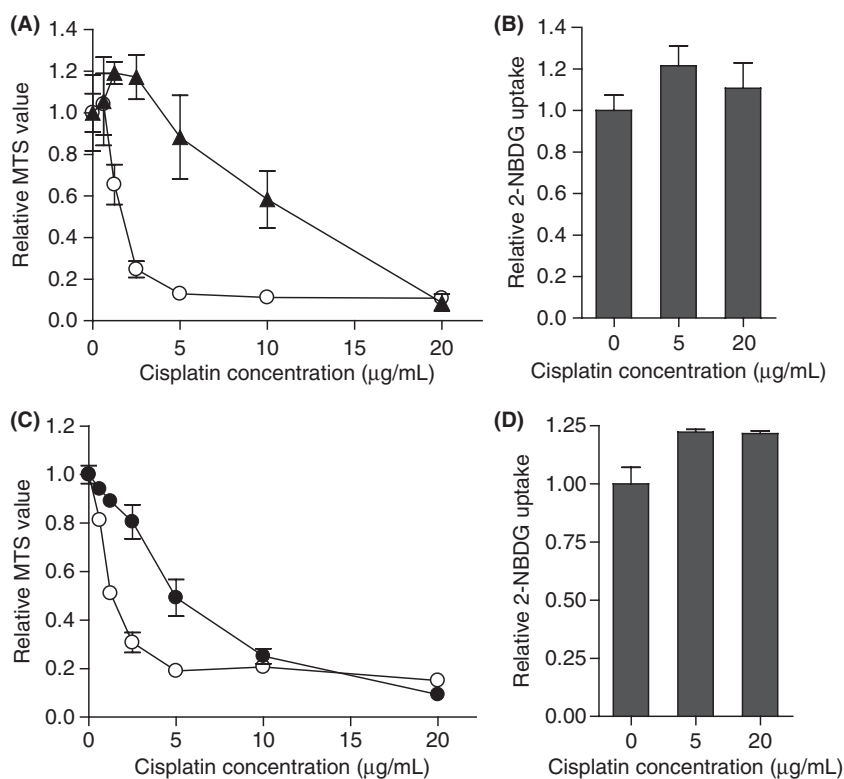 (A)
Relative MTS value
1.4
1.2
1.0
0.8
0.6
0.4
0.2
0.0
0 5 10 15 20
Cisplatin concentration (μg/mL)
(B)
Relative 2-NBDG uptake
1.4
1.2
1.0
0.8
0.6
0.4
0.2
0.0
0 5 20
Cisplatin concentration (μg/mL)
(C)
Relative MTS value
1.2
1.0
0.8
0.6
0.4
0.2
0.0
0 5 10 15 20
Cisplatin concentration (μg/mL)
(D)
Relative 2-NBDG uptake
1.25
1.00
1.25
0.50
1.25
0.00
0 5 20
Cisplatin concentration (μg/mL)